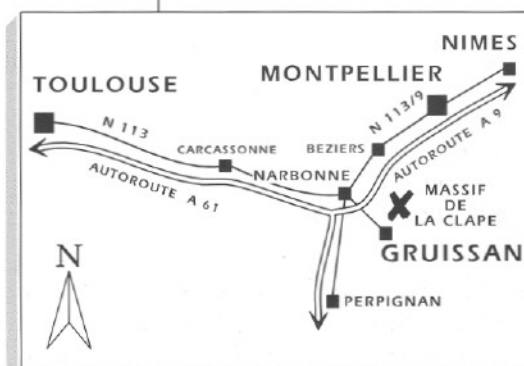 NIMES
MONTPELLIER
TOULOUSE
N 113/9
N 113
AUTOROUTE A 9
CARCASSONNE
BEZIERS
NARBONNE
AUTOROUTE A 61
MASSIF
DE
LA CLAPE
GRUISSAN
N
PERPIGNAN